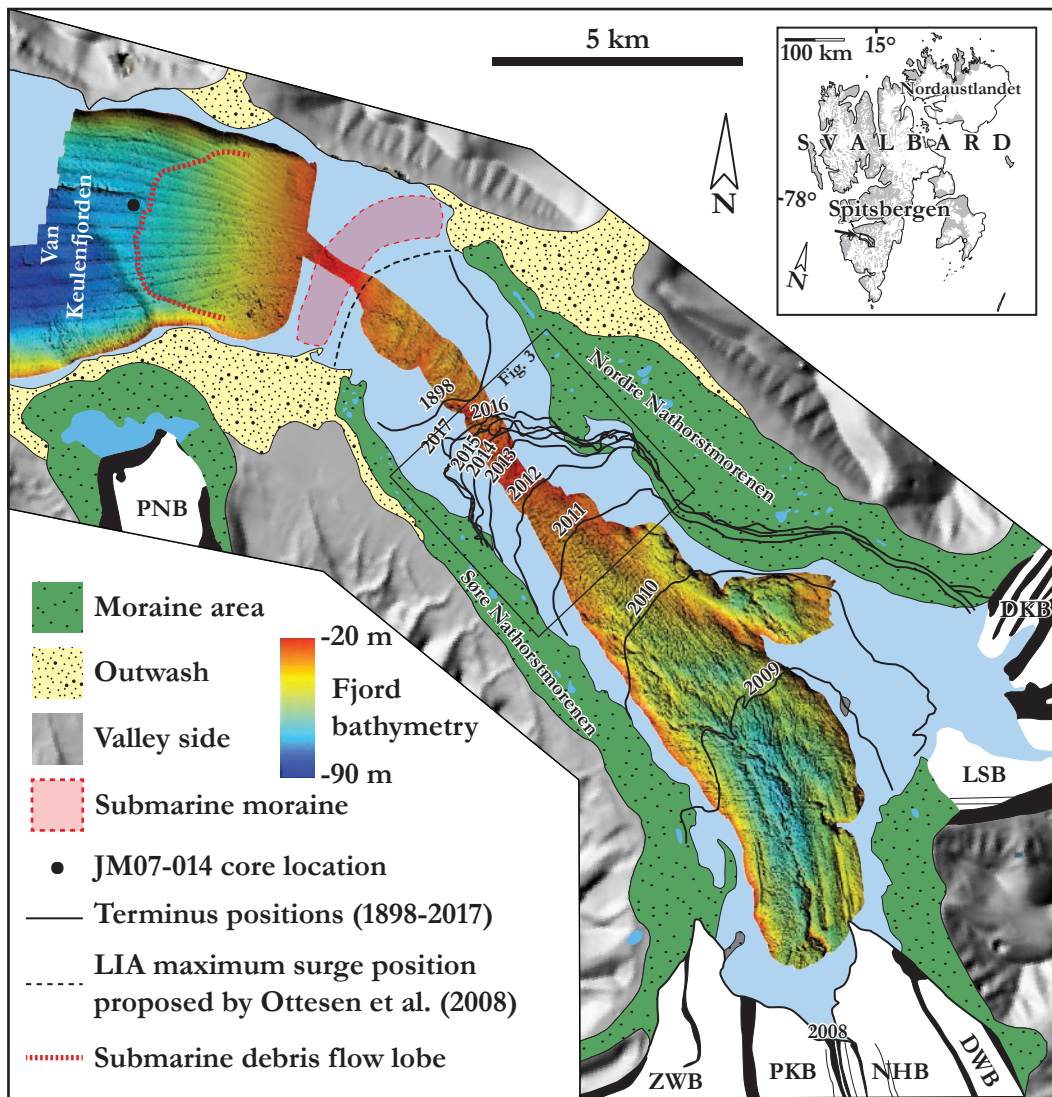 5 km
100 km
15°
Nordaustlandet
S V A L B A R D
78°
Spitsbergen
N
N
Van
Keulenfjorden
Fig. 3
Nordre Nathorstmorenen
1898
2016
2017
2015
2014
2013
2012
2011
2010
2009
Søre Nathorstmorenen
PNB
DKB
LSB
2008
ZWB
PKB
NHB
DWB
Moraine area
Outwash
Valley side
-20 m
Fjord
bathymetry
-90 m
Submarine moraine
JM07-014 core location
Terminus positions (1898-2017)
LIA maximum surge position
proposed by Ottesen et al. (2008)
Submarine debris flow lobe